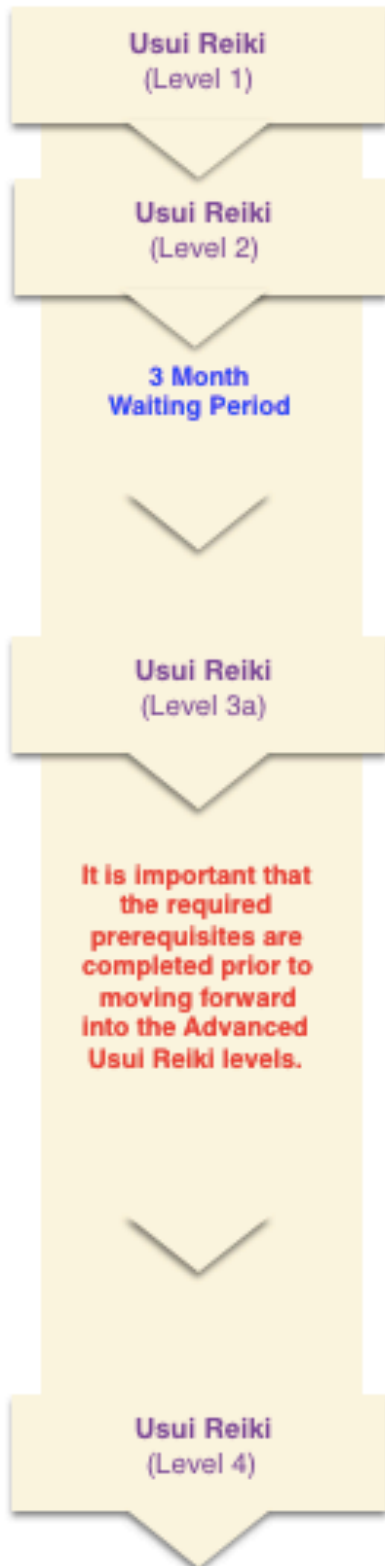 Usui Reiki
(Level 1)
Usui Reiki
(Level 2)
3 Month
Waiting Period
Usui Reiki
(Level 3a)
It is important that
the required
prerequisites are
completed prior to
moving forward
into the Advanced
Usui Reiki levels.
Usui Reiki
(Level 4)